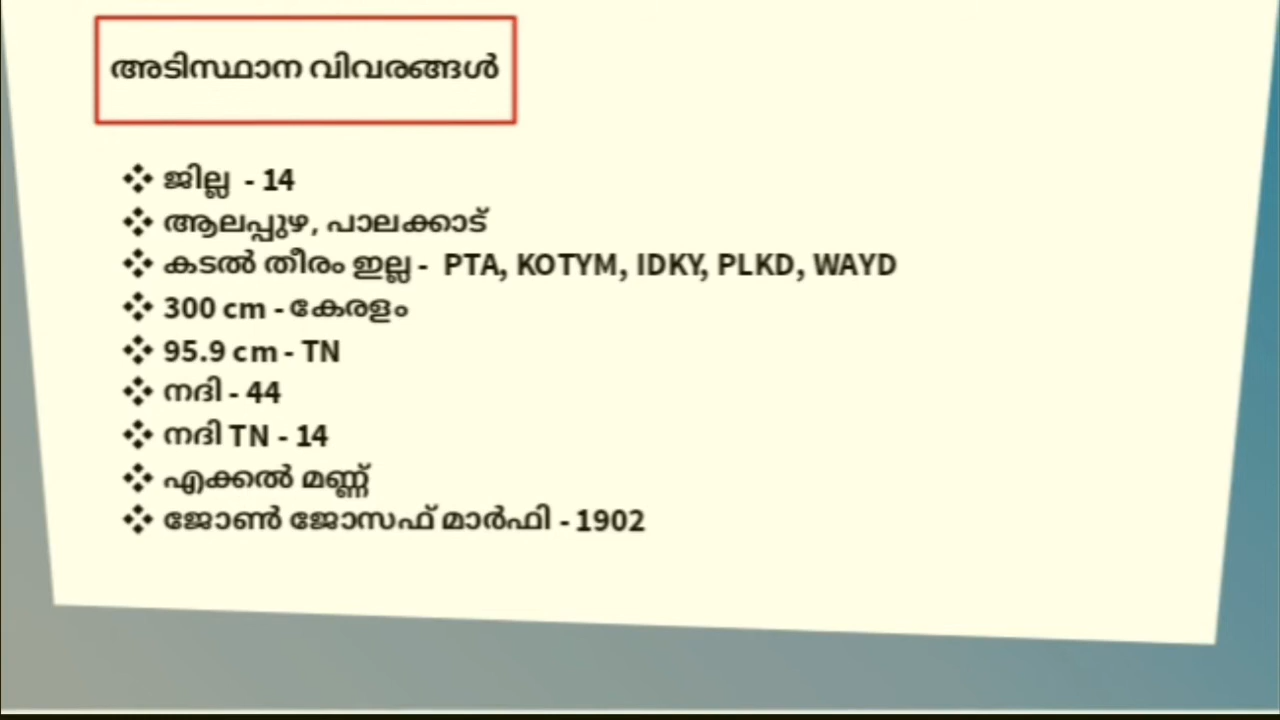 അടിസ്ഥാന വിവരങ്ങൾ
❖ ജില്ല - 14
❖ ആലപ്പുഴ, പാലക്കാട്
❖ കടൽ തീരം ഇല്ല - PTA, KOTYM, IDKY, PLKD, WAYD
❖ 300 cm - കേരളം
❖ 95.9 cm - TN
❖ നദി - 44
❖ നദി TN - 14
❖ എക്കൽ മണ്ണ്
❖ ജോൺ ജോസഫ് മാർഫി - 1902